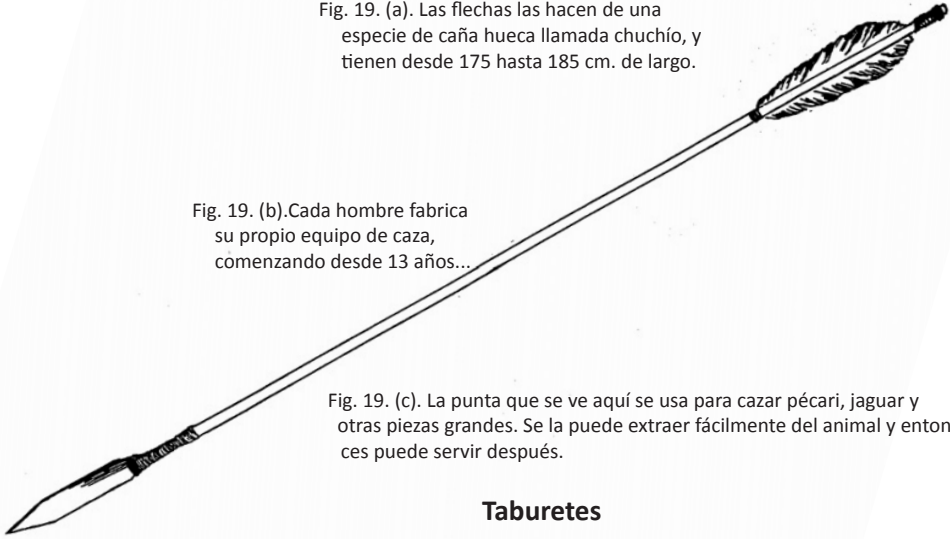 Fig. 19. (a). Las flechas las hacen de una
especie de caña hueca llamada chuchío, y
tienen desde 175 hasta 185 cm. de largo.
Fig. 19. (b).Cada hombre fabrica
su propio equipo de caza,
comenzando desde 13 años...
Fig. 19. (c). La punta que se ve aquí se usa para cazar pécari, jaguar y
otras piezas grandes. Se la puede extraer fácilmente del animal y enton
ces puede servir después.
Taburetes